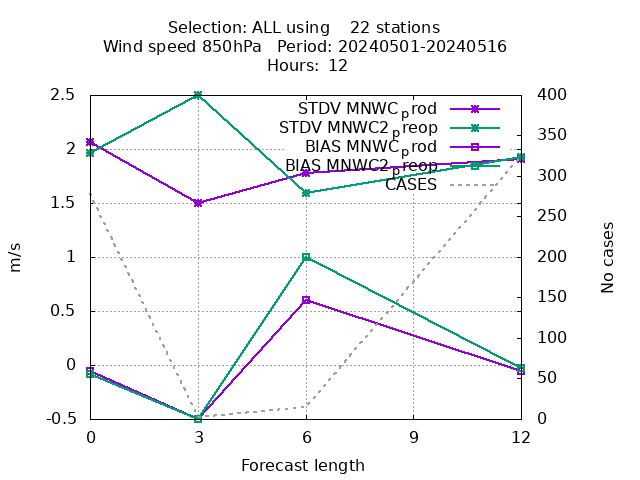 Selection: ALL using    22 stations
Wind speed 850hPa   Period: 20240501-20240516
Hours:  12
2.5
2
1.5
1
0.5
0
-0.5
400
350
300
250
200
150
100
50
0
STDV MNWC_prod
STDV MNWC2_preop
BIAS MNWC_prod
BIAS MNWC2_preop
CASES
m/s
No cases
0 3 6 9 12
Forecast length